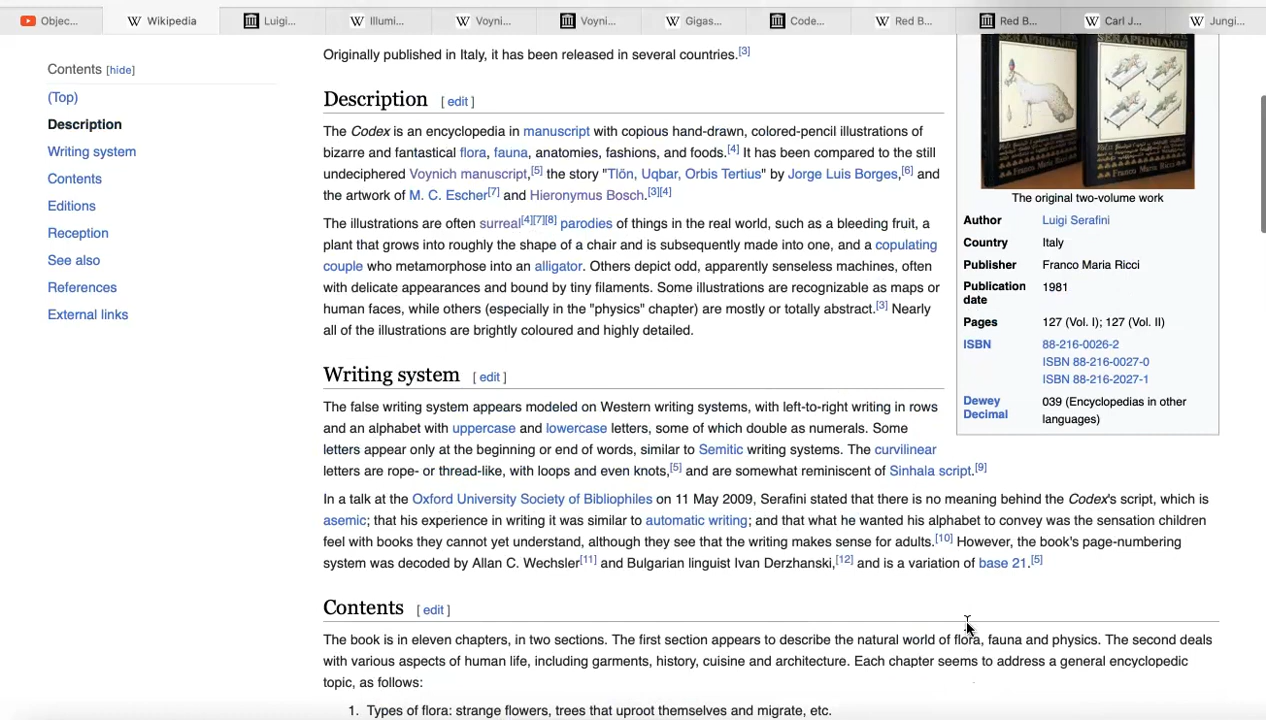 Objec...
Wikipedia
Luigi...
Illumi...
Voyni...
Voyni...
Gigas...
Code...
Red B...
Red B...
Carl J...
Jungi...
Contents [hide]
(Top)
Description
Writing system
Contents
Editions
Reception
See also
References
External links
Originally published in Italy, it has been released in several countries.[3]
Description [ edit ]
The Codex is an encyclopedia in manuscript with copious hand-drawn, colored-pencil illustrations of
bizarre and fantastical flora, fauna, anatomies, fashions, and foods.[4] It has been compared to the still
undeciphered Voynich manuscript,[5] the story "Tlön, Uqbar, Orbis Tertius" by Jorge Luis Borges,[6] and
the artwork of M. C. Escher[7] and Hieronymus Bosch.[3][4]
The illustrations are often surreal[4][7][8] parodies of things in the real world, such as a bleeding fruit, a
plant that grows into roughly the shape of a chair and is subsequently made into one, and a copulating
couple who metamorphose into an alligator. Others depict odd, apparently senseless machines, often
with delicate appearances and bound by tiny filaments. Some illustrations are recognizable as maps or
human faces, while others (especially in the "physics" chapter) are mostly or totally abstract.[3] Nearly
all of the illustrations are brightly coloured and highly detailed.
Writing system [ edit ]
The false writing system appears modeled on Western writing systems, with left-to-right writing in rows
and an alphabet with uppercase and lowercase letters, some of which double as numerals. Some
letters appear only at the beginning or end of words, similar to Semitic writing systems. The curvilinear
letters are rope- or thread-like, with loops and even knots,[5] and are somewhat reminiscent of Sinhala script.[9]
In a talk at the Oxford University Society of Bibliophiles on 11 May 2009, Serafini stated that there is no meaning behind the Codex's script, which is
asemic; that his experience in writing it was similar to automatic writing; and that what he wanted his alphabet to convey was the sensation children
feel with books they cannot yet understand, although they see that the writing makes sense for adults.[10] However, the book's page-numbering
system was decoded by Allan C. Wechsler[11] and Bulgarian linguist Ivan Derzhanski,[12] and is a variation of base 21.[5]
Contents [ edit ]
The book is in eleven chapters, in two sections. The first section appears to describe the natural world of flora, fauna and physics. The second deals
with various aspects of human life, including garments, history, cuisine and architecture. Each chapter seems to address a general encyclopedic
topic, as follows:
1. Types of flora: strange flowers, trees that uproot themselves and migrate, etc.
SERAPHINIANUS
SERAPHINIANUS
Franco Maria Ricci
Franco Maria Ricci
The original two-volume work
Author Luigi Serafini
Country Italy
Publisher Franco Maria Ricci
Publication date 1981
Pages 127 (Vol. I); 127 (Vol. II)
ISBN 88-216-0026-2
ISBN 88-216-0027-0
ISBN 88-216-2027-1
Dewey Decimal 039 (Encyclopedias in other
languages)